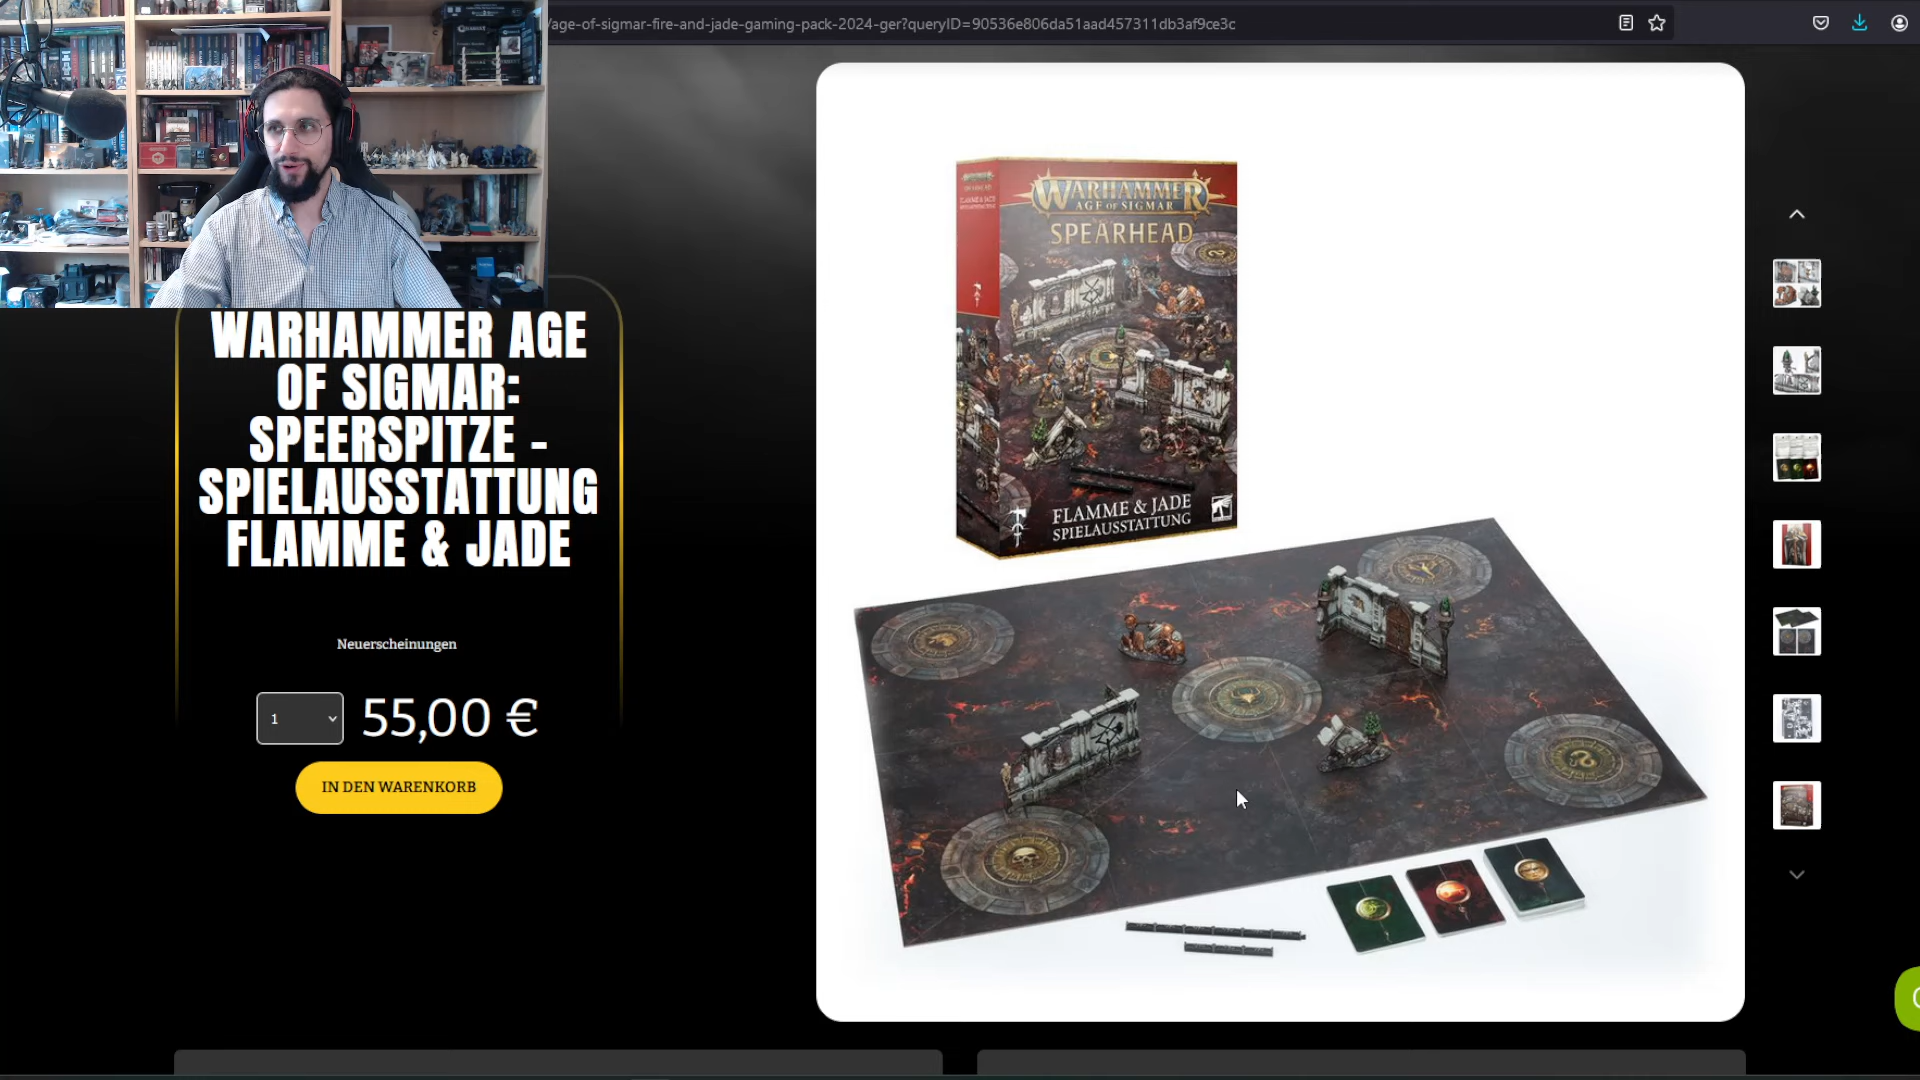 /age-of-sigmar-fire-and-jade-gaming-pack-2024-ger?queryID=90536e806da51aad457311db3af9ce3c
WARHAMMER AGE
OF SIGMAR:
SPEERSPITZE -
SPIELAUSSTATTUNG
FLAMME & JADE
Neuerscheinungen
1
55,00 €
IN DEN WARENKORB
WARHAMMER
AGE OF SIGMAR
SPEARHEAD
FLAMME & JADE
SPIELAUSSTATTUNG